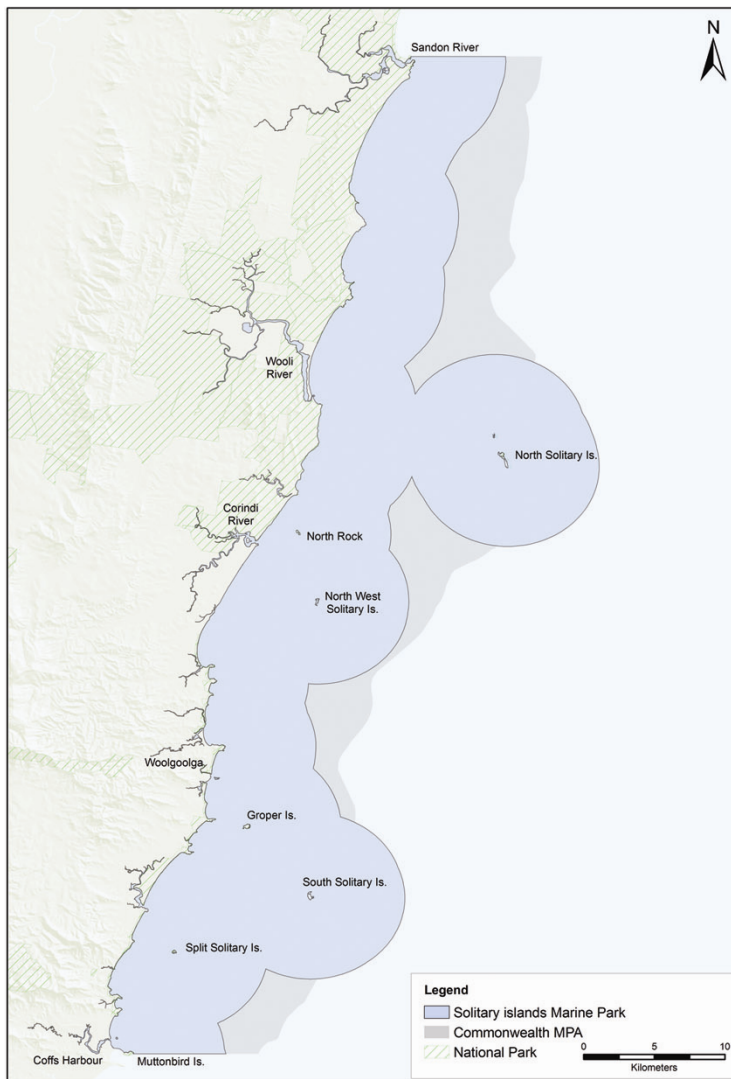 Sandon River
N
Wooli
River
North Solitary Is.
Corindi
River
North Rock
North West
Solitary Is.
Woolgoolga
Groper Is.
South Solitary Is.
Split Solitary Is.
Coffs Harbour
Muttonbird Is.
Legend
Solitary islands Marine Park
Commonwealth MPA
National Park
0 5 10
Kilometers